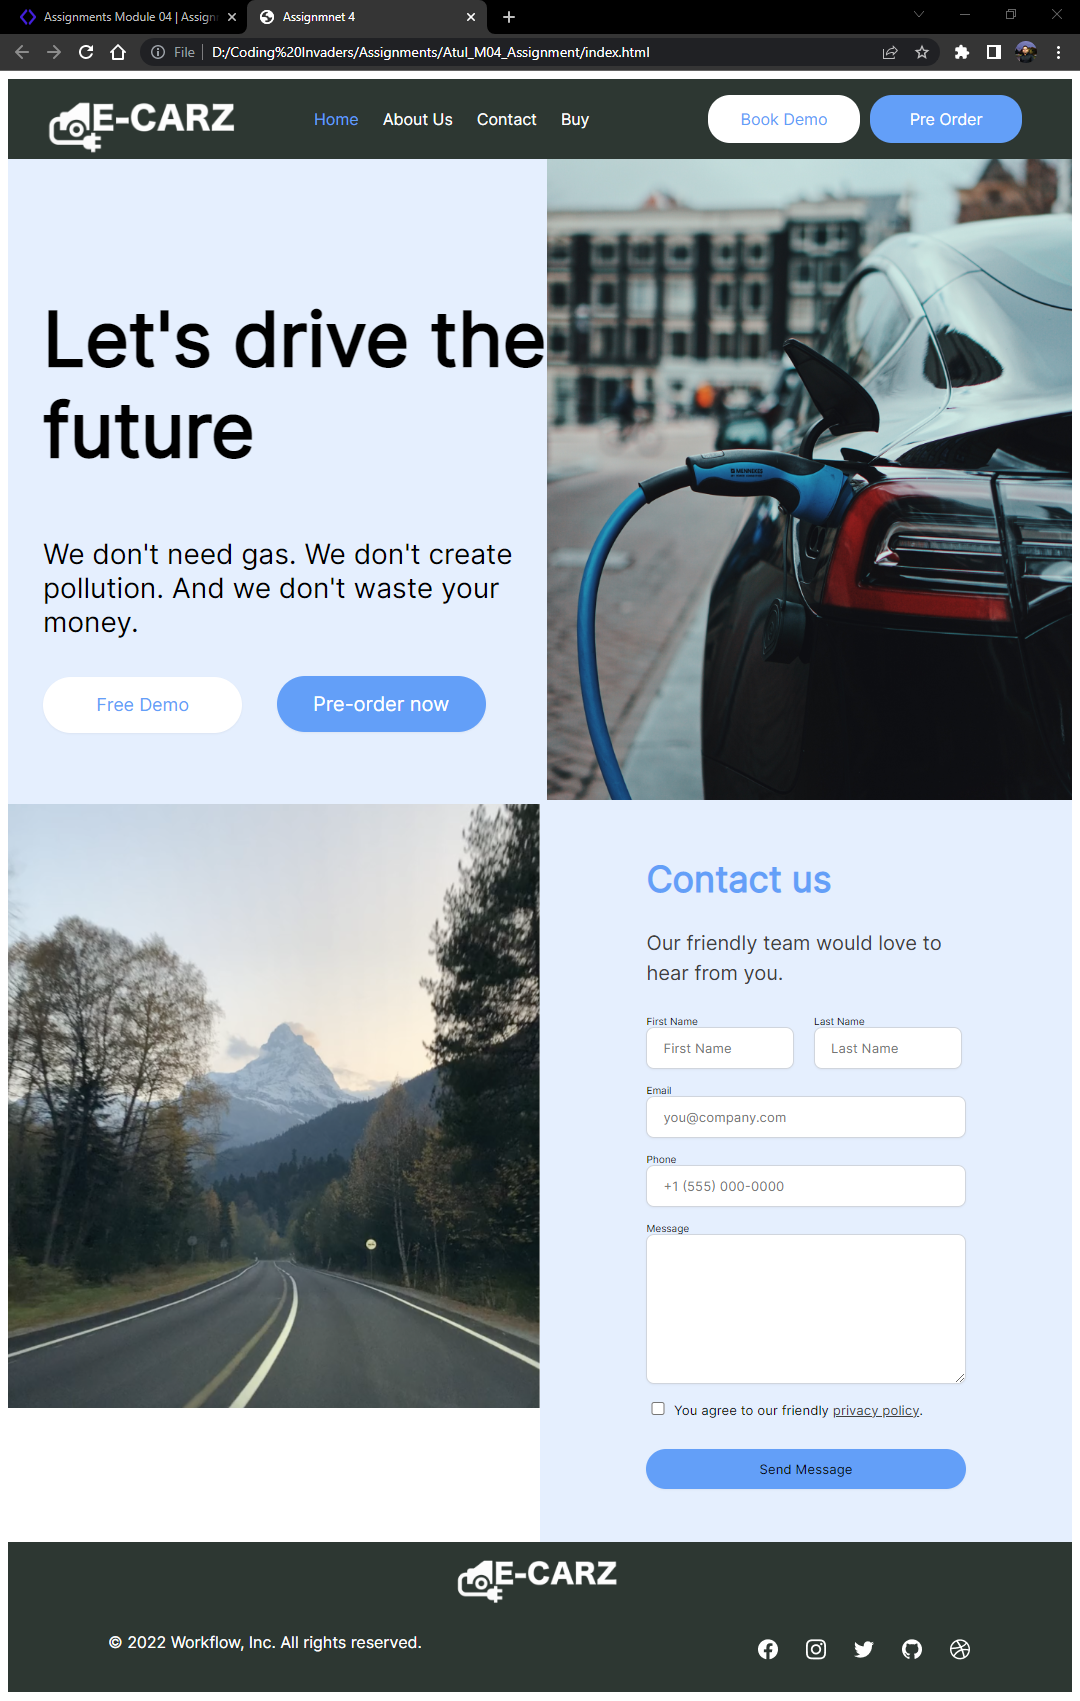 Assignments Module 04 | Assignm
Assignmnet 4
File
D:/Coding%20Invaders/Assignments/Atul_M04_Assignment/index.html
E-CARZ
Home
About Us
Contact
Buy
Book Demo
Pre Order
Let's drive the
future
We don't need gas. We don't create
pollution. And we don't waste your
money.
Free Demo
Pre-order now
MENNEKES
Contact us
Our friendly team would love to
hear from you.
First Name
Last Name
First Name
Last Name
Email
you@company.com
Phone
+1 (555) 000-0000
Message
You agree to our friendly privacy policy.
Send Message
E-CARZ
© 2022 Workflow, Inc. All rights reserved.